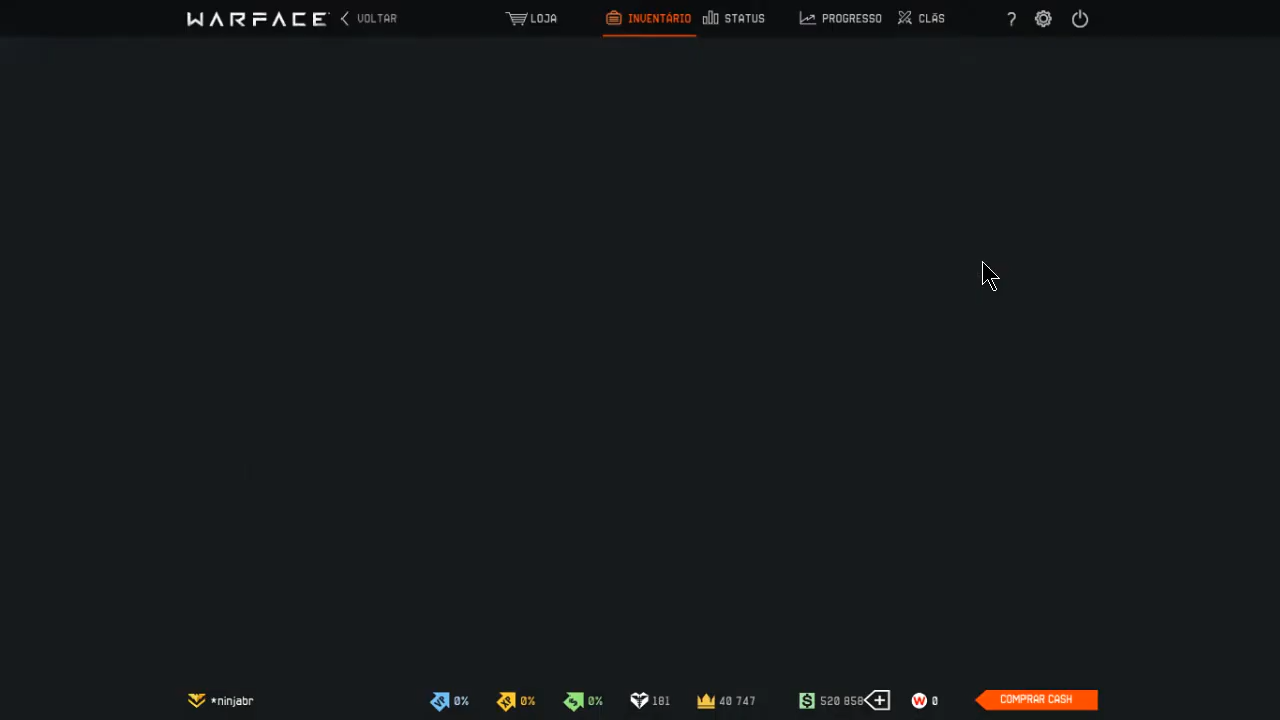 WARFACE VOLTAR LOJA INVENTÁRIO STATUS PROGRESSO CLÃS ?
*ninjabr 0% 0% 0% 181 40 747 $ 520 858 + W 0 COMPRAR CASH